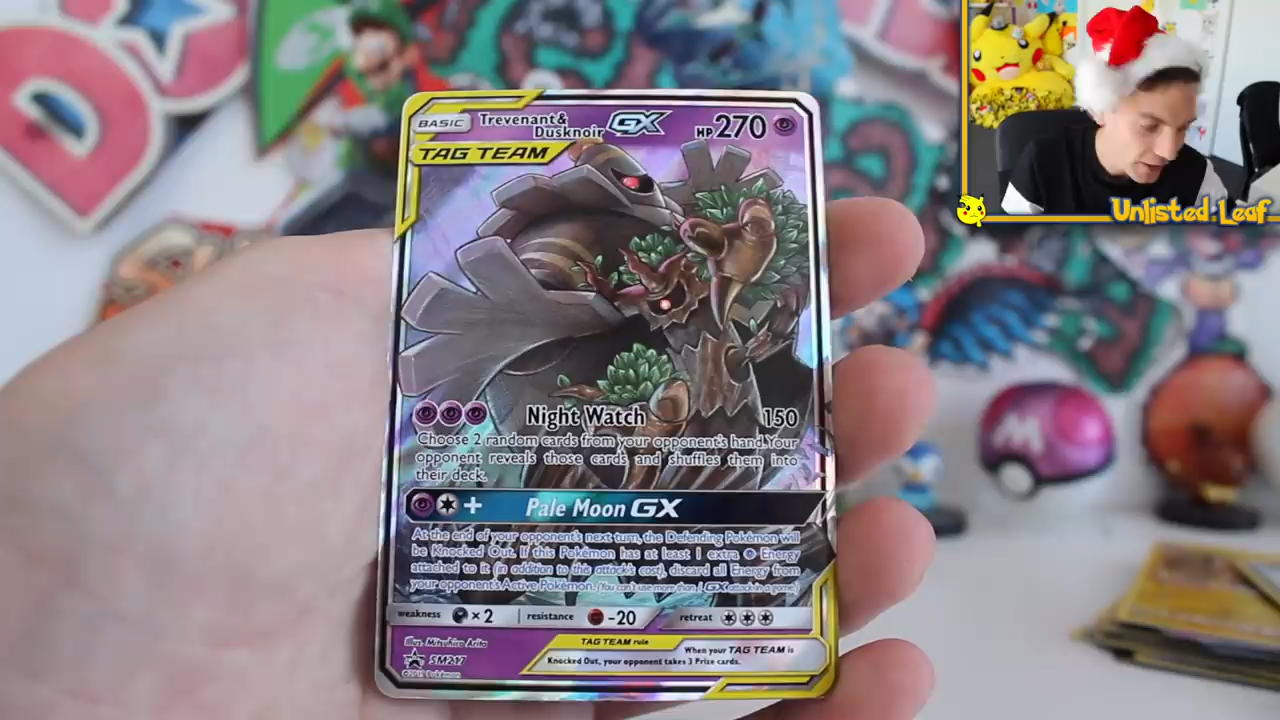 BASIC
Trevenant&
Dusknoir GX
HP 270
TAG TEAM
Night Watch 150
Choose 2 random cards from your opponent's hand. Your
opponent reveals those cards and shuffles them into
their deck.
+ Pale Moon GX
At the end of your opponent's next turn, the Defending Pokémon will
be Knocked Out. If this Pokémon has at least 1 extra Energy
attached to it (in addition to this attack's cost), discard all Energy from
your opponent's Active Pokémon. (You can't use more than 1 GX attack in a game.)
weakness ×2 resistance -20 retreat
Illus. Mitsuhiro Arita
SM217
Pokémon
TAG TEAM rule
When your TAG TEAM is
Knocked Out, your opponent takes 3 Prize cards.
Unlisted Leaf
M